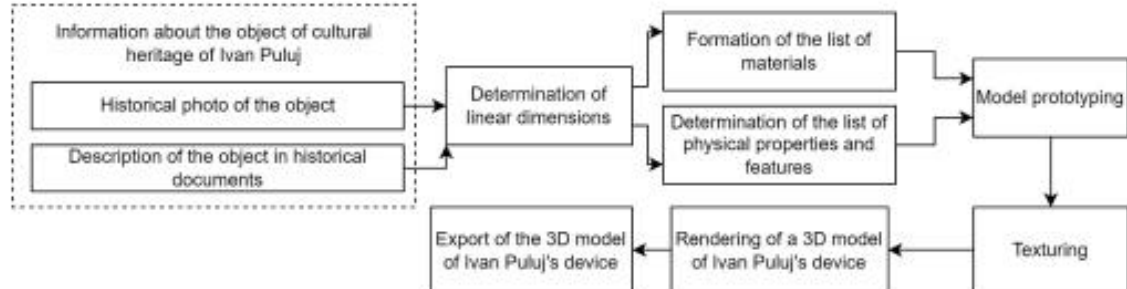 Information about the object of cultural
heritage of Ivan Puluj
Historical photo of the object
Description of the object in historical
documents
Determination of
linear dimensions
Formation of the list of
materials
Determination of the list of
physical properties and
features
Model prototyping
Texturing
Rendering of a 3D model
of Ivan Puluj's device
Export of the 3D model
of Ivan Puluj's device